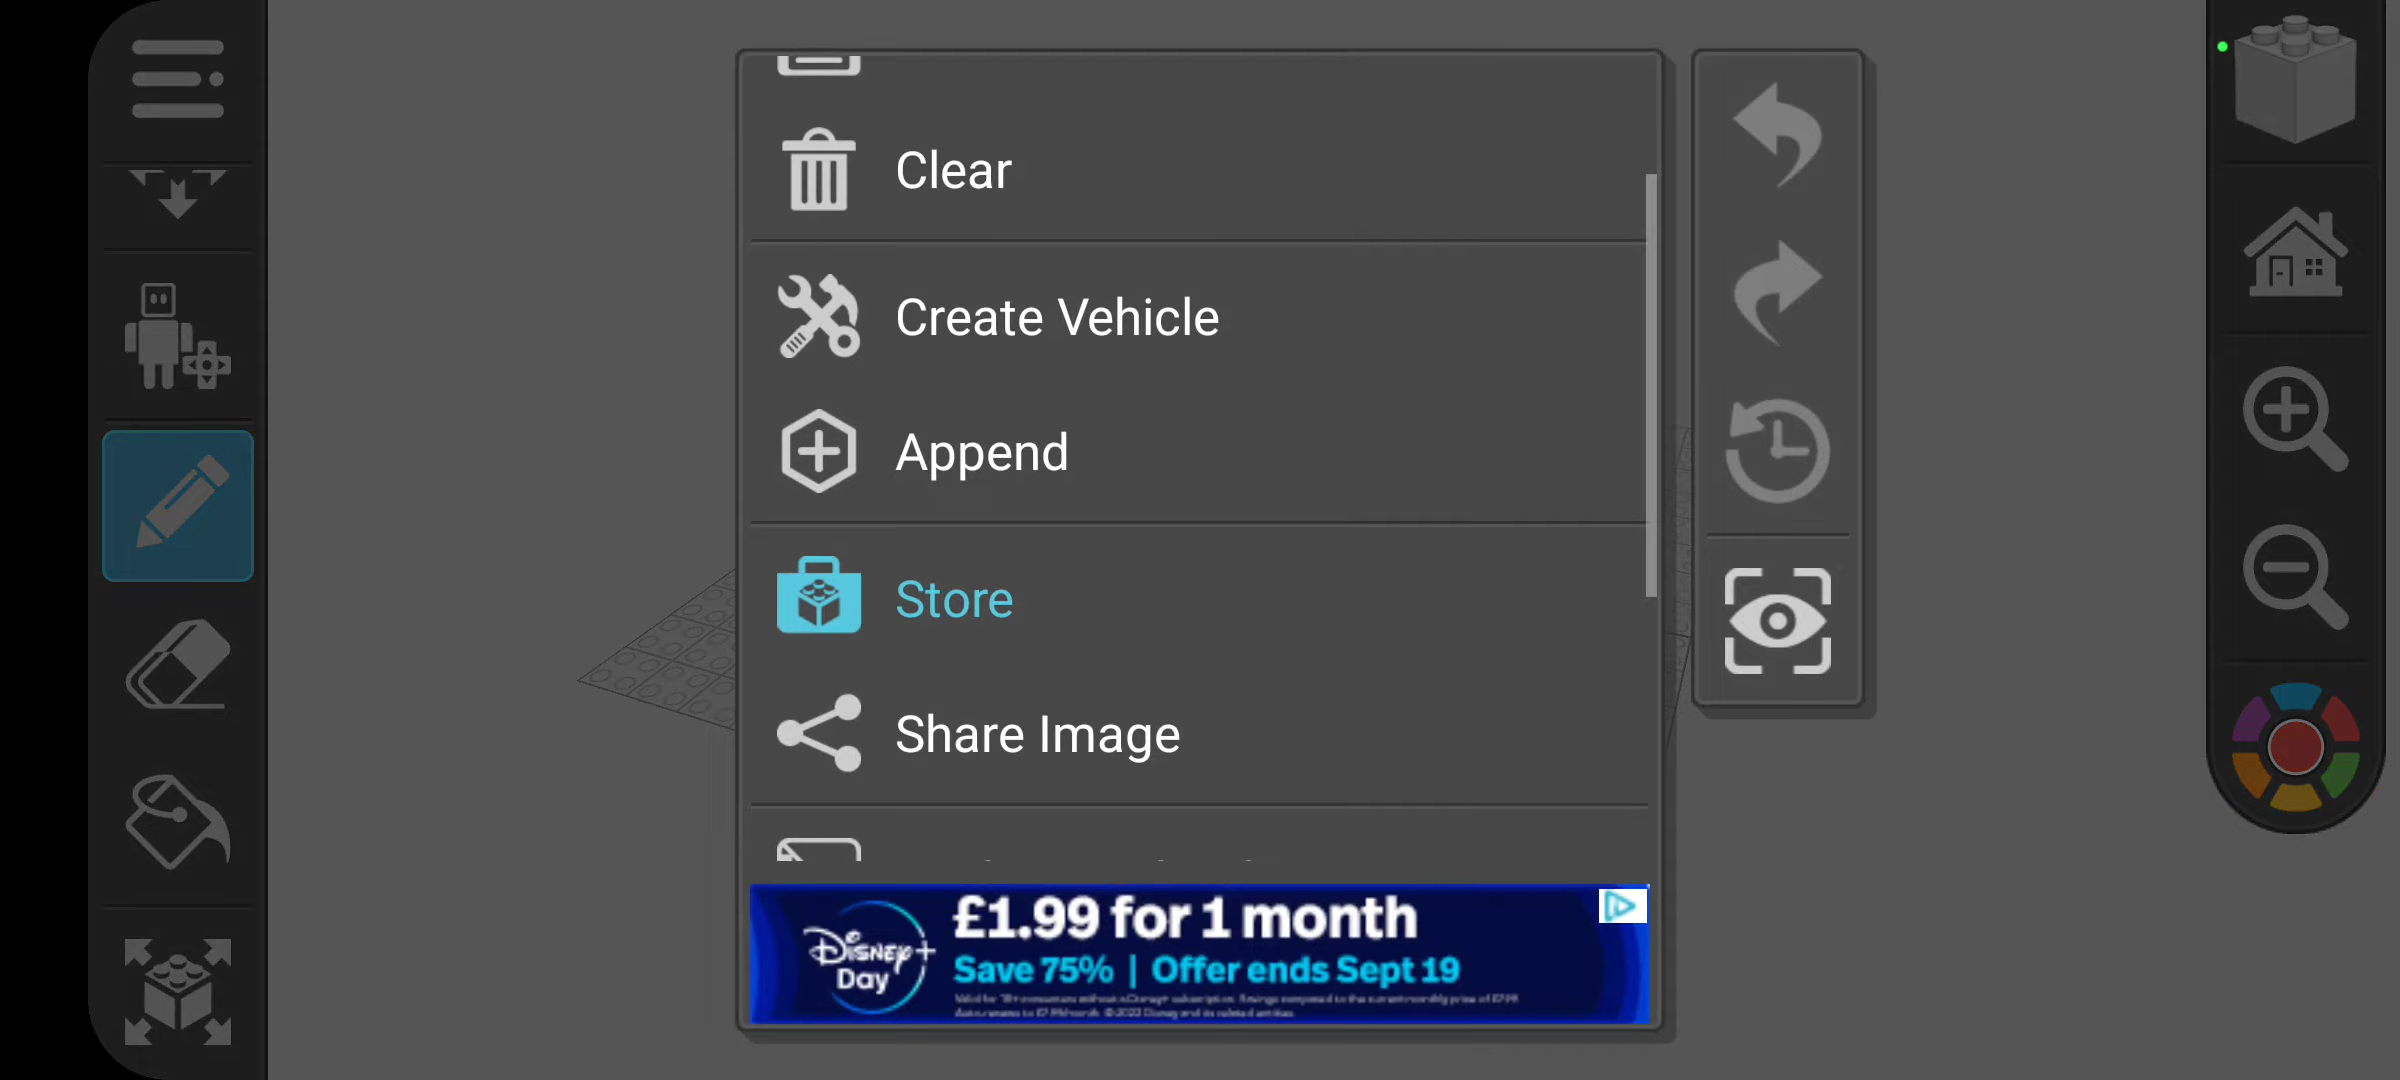 Clear
Create Vehicle
Append
Store
Share Image
Disney+
Day
£1.99 for 1 month
Save 75% | Offer ends Sept 19